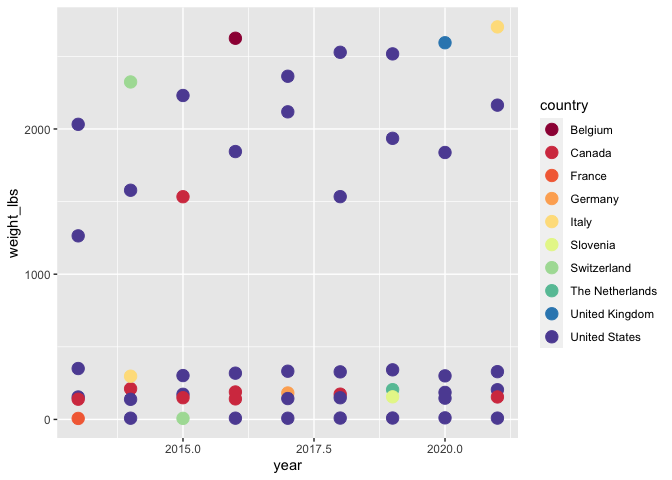 country
Belgium
Canada
France
Germany
Italy
Slovenia
Switzerland
The Netherlands
United Kingdom
United States
weight_lbs
2000
1000
0
2015.0 2017.5 2020.0
year